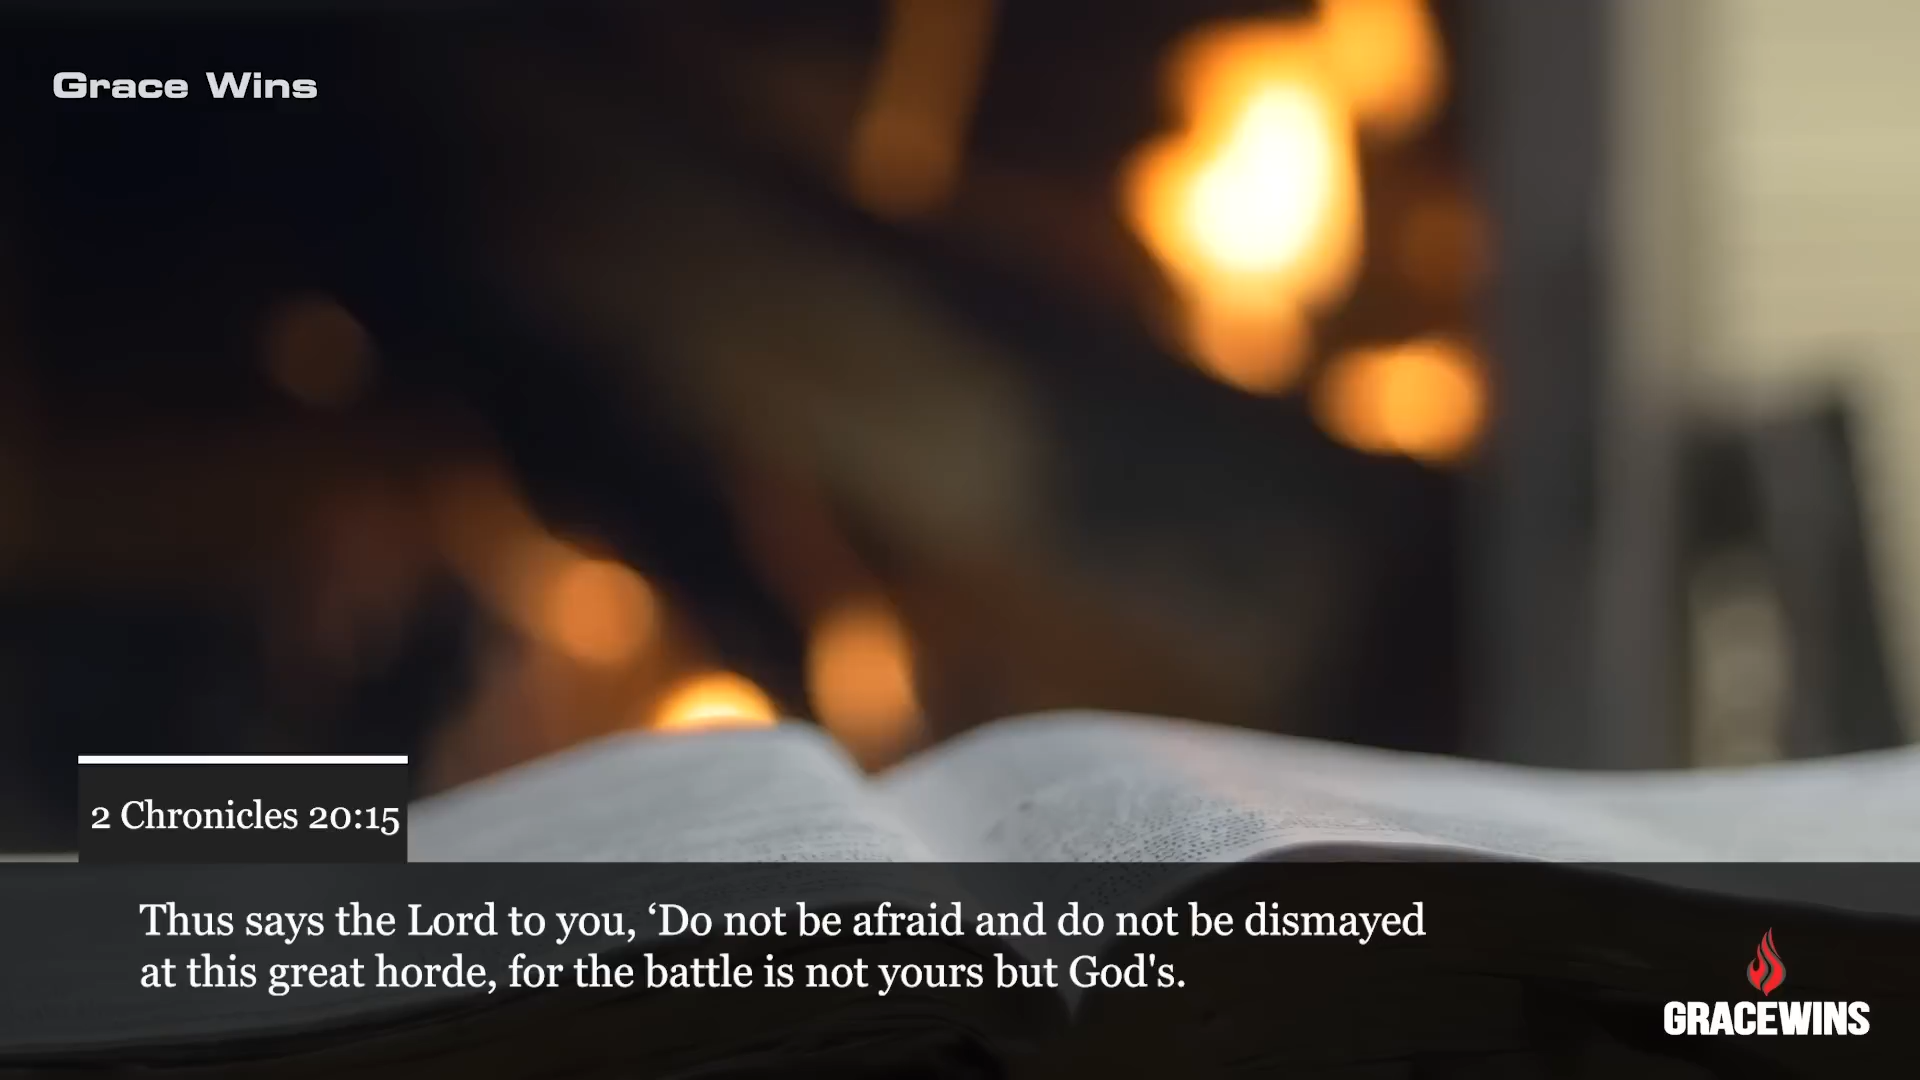 Grace Wins
2 Chronicles 20:15
Thus says the Lord to you, ‘Do not be afraid and do not be dismayed
at this great horde, for the battle is not yours but God's.
GRACEWINS